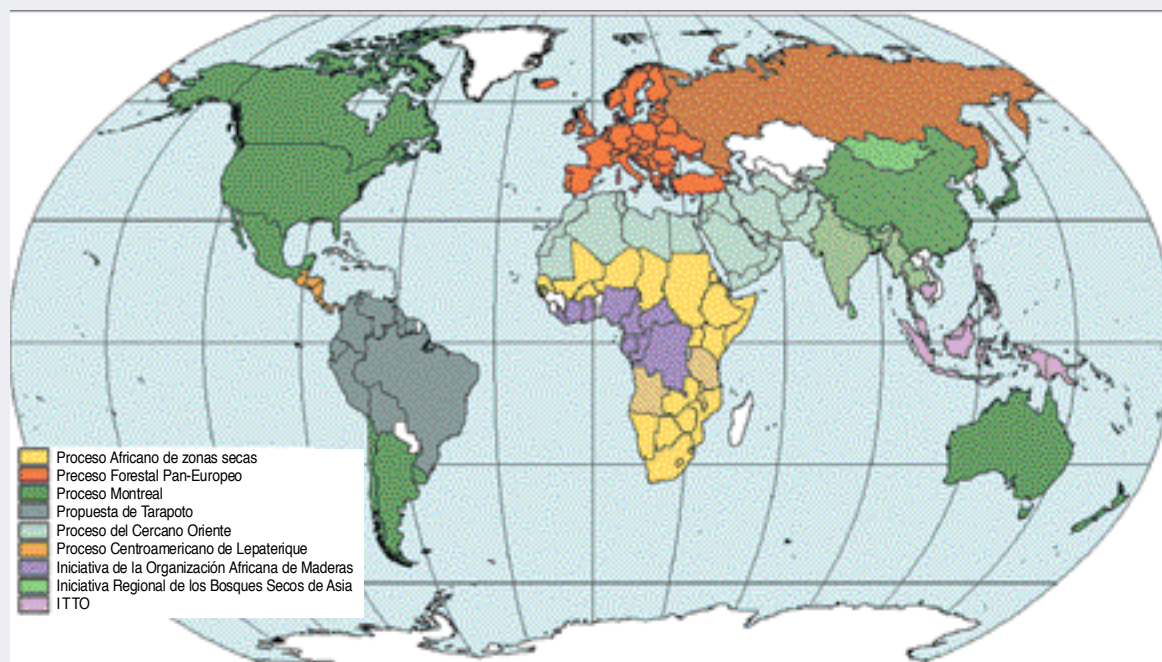 Proceso Africano de zonas secas
Preceso Forestal Pan-Europeo
Proceso Montreal
Propuesta de Tarapoto
Proceso del Cercano Oriente
Proceso Centroamericano de Lepaterique
Iniciativa de la Organización Africana de Maderas
Iniciativa Regional de los Bosques Secos de Asia
ITTO